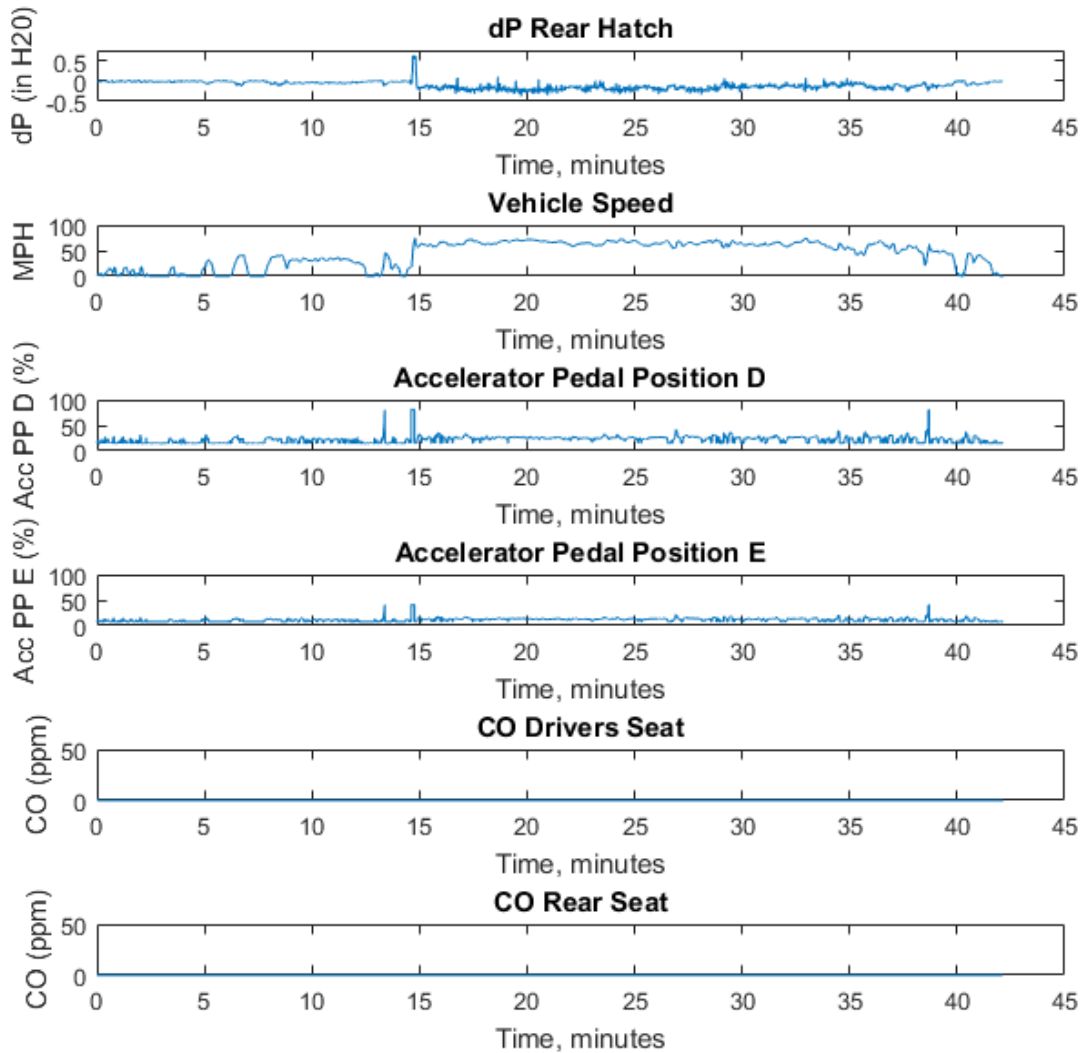 dP Rear Hatch
dP (in H20)
0.5
0
-0.5
0 5 10 15 20 25 30 35 40 45
Time, minutes
Vehicle Speed
MPH
100
50
0
0 5 10 15 20 25 30 35 40 45
Time, minutes
Accelerator Pedal Position D
Acc PP D (%)
100
50
0
0 5 10 15 20 25 30 35 40 45
Time, minutes
Accelerator Pedal Position E
Acc PP E (%)
100
50
0
0 5 10 15 20 25 30 35 40 45
Time, minutes
CO Drivers Seat
CO (ppm)
50
0
0 5 10 15 20 25 30 35 40 45
Time, minutes
CO Rear Seat
CO (ppm)
50
0
0 5 10 15 20 25 30 35 40 45
Time, minutes